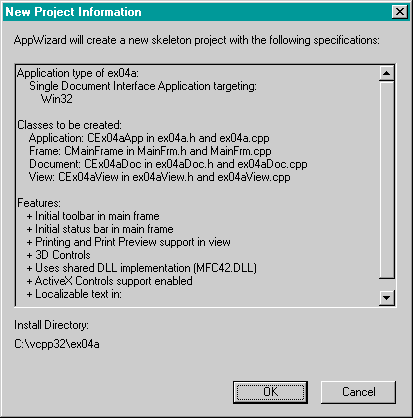 New Project Information
AppWizard will create a new skeleton project with the following specifications:
Application type of ex04a:
Single Document Interface Application targeting:
Win32
Classes to be created:
Application: CEx04aApp in ex04a.h and ex04a.cpp
Frame: CMainFrame in MainFrm.h and MainFrm.cpp
Document: CEx04aDoc in ex04aDoc.h and ex04aDoc.cpp
View: CEx04aView in ex04aView.h and ex04aView.cpp
Features:
+ Initial toolbar in main frame
+ Initial status bar in main frame
+ Printing and Print Preview support in view
+ 3D Controls
+ Uses shared DLL implementation (MFC42.DLL)
+ ActiveX Controls support enabled
+ Localizable text in:
Install Directory:
C:\vcpp32\ex04a
OK
Cancel